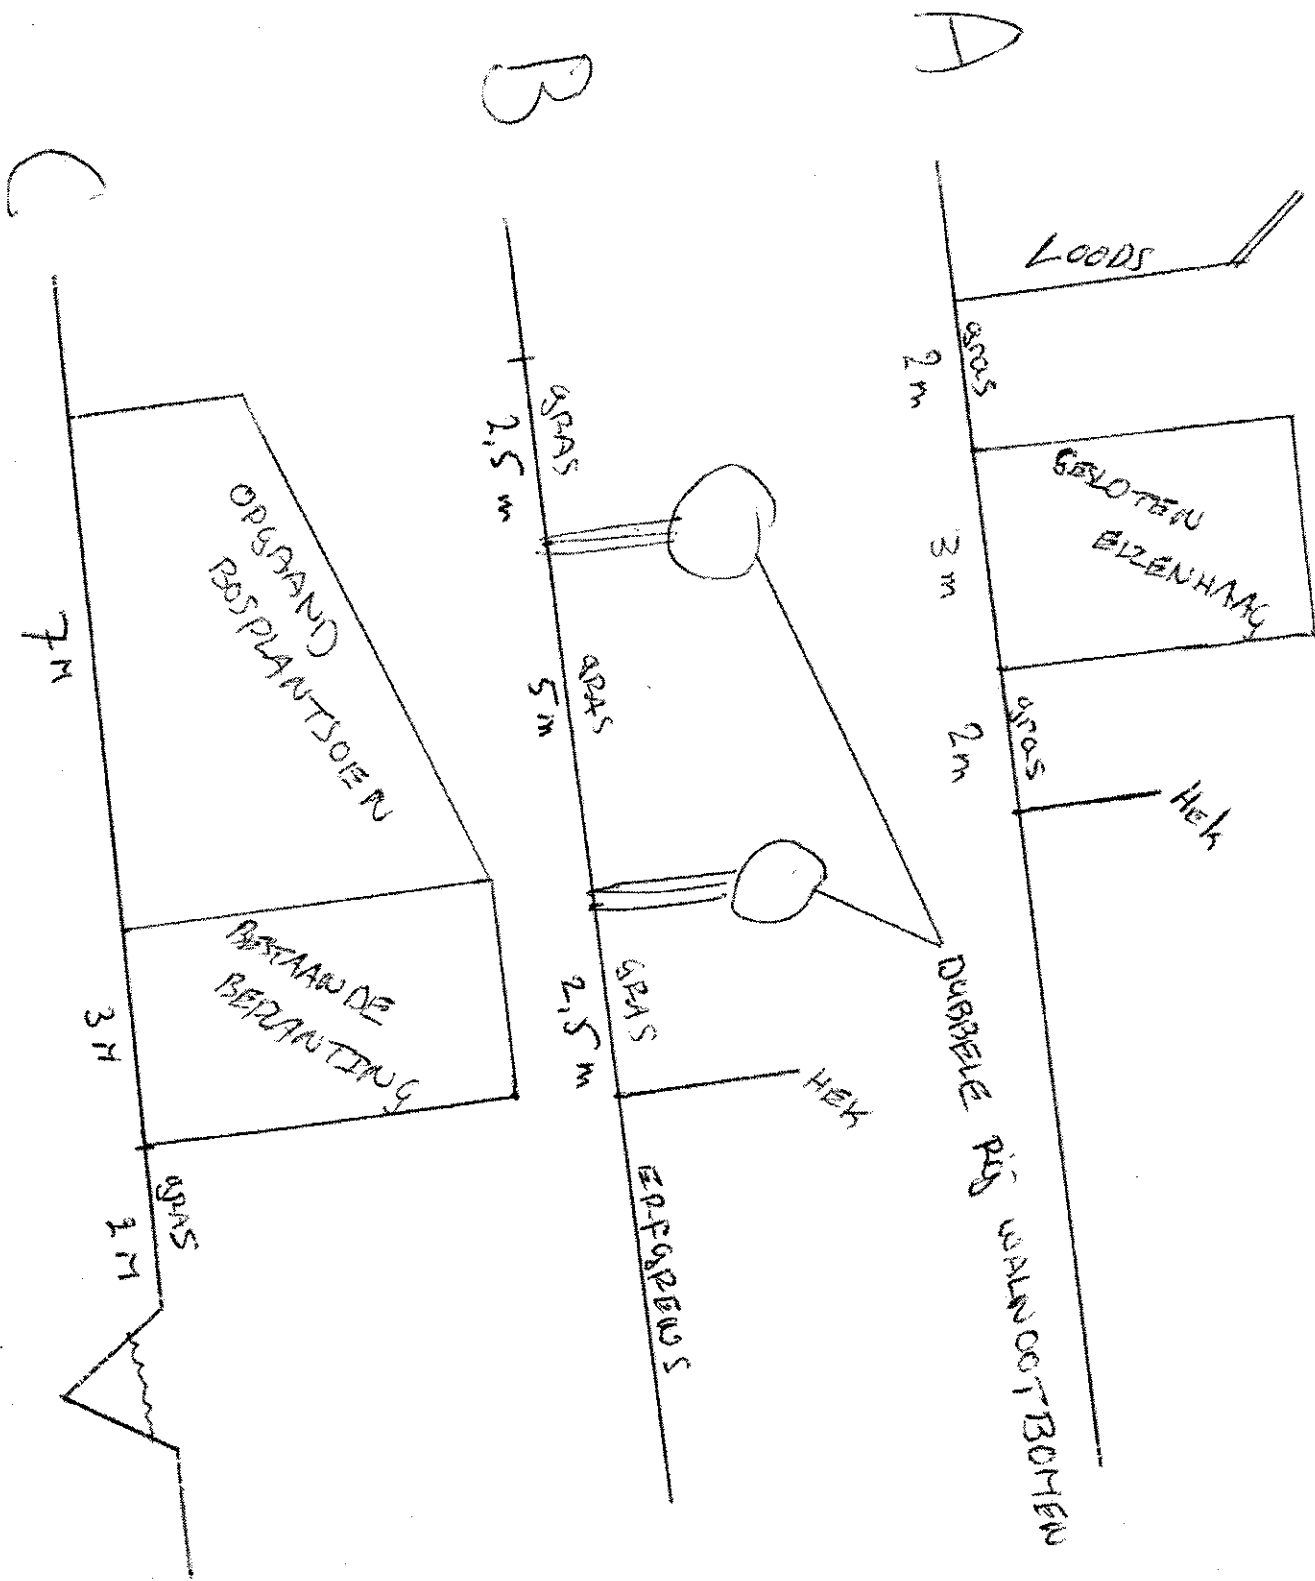 A
LOODS
gras
2 m
GESLOTEN
ELZENHAAG
3 m
gras
2 m
HEK
B
GRAS
2,5 m
GRAS
5 m
GRAS
2,5 m
HEK
ERFGRENS
DUBBELE RIJ WALNOOTBOMEN
C
OPGAAND
BOSPLANTSOEN
7 M
BESTAANDE
BEPLANTING
3 M
GRAS